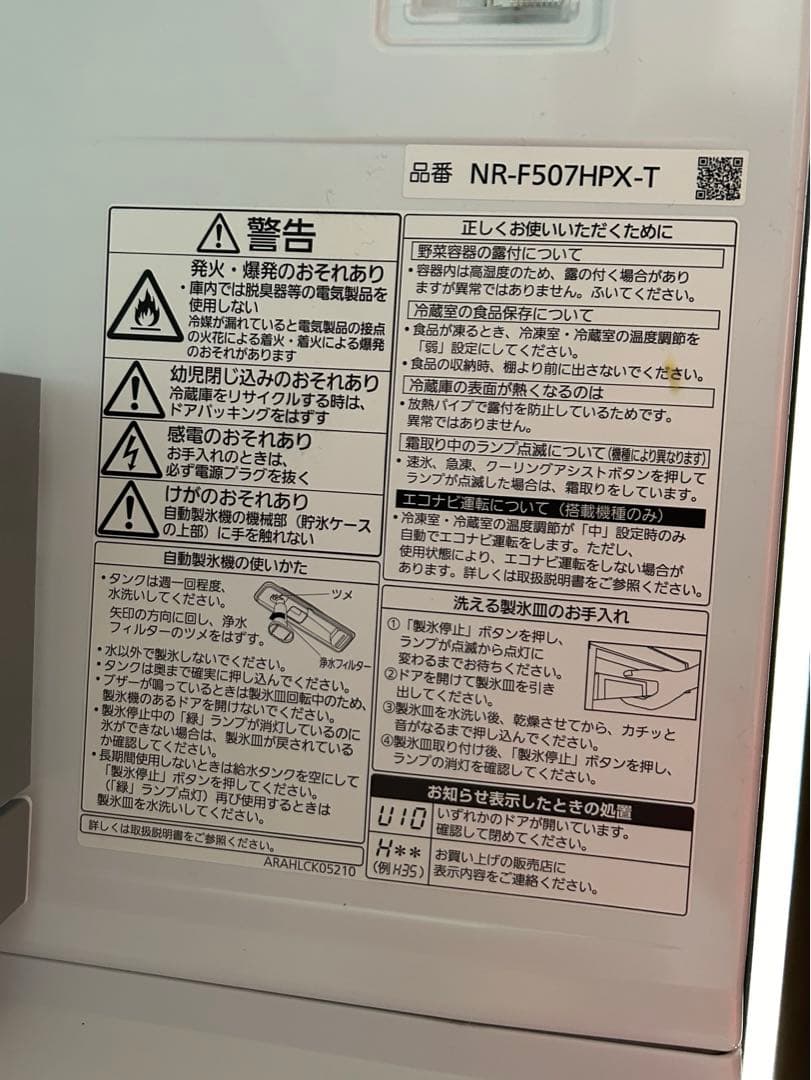 品番 NR-F507HPX-T
警告
発火・爆発のおそれあり
・庫内では脱臭器等の電気製品を
使用しない
冷媒が漏れていると電気製品の接点
の火花による着火・着火による爆発
のおそれがあります
幼児閉じ込みのおそれあり
冷蔵庫をリサイクルする時は、
ドアパッキングをはずす
感電のおそれあり
お手入れのときは、
必ず電源プラグを抜く
けがのおそれあり
自動製氷機の機械部（貯氷ケース
の上部）に手を触れない
自動製氷機の使いかた
・タンクは週一回程度、
水洗いしてください。
矢印の方向に回し、浄水
フィルターのツメをはずす。
ツメ
浄水フィルター
・水以外で製氷しないでください。
・タンクは奥まで確実に押し込んでください。
・ブザーが鳴っているときは製氷皿回転中のため、
製氷機のあるドアを開けないでください。
・製氷停止中の「緑」ランプが消灯しているのに
氷ができない場合は、製氷皿が戻されている
か確認してください。
・長期間使用しないときは給水タンクを空にして
「製氷停止」ボタンを押してください。
（「緑」ランプ点灯）再び使用するときは
製氷皿を水洗いしてください。
詳しくは取扱説明書をご参照ください。
ARAHLCK05210
正しくお使いいただくために
野菜容器の露付について
・容器内は高湿度のため、露の付く場合があり
ますが異常ではありません。ふいてください。
冷蔵室の食品保存について
・食品が凍るとき、冷凍室・冷蔵室の温度調節を
「弱」設定にしてください。
・食品の収納時、棚より前に出さないでください。
冷蔵庫の表面が熱くなるのは
・放熱パイプで露付を防止しているためです。
異常ではありません。
霜取り中のランプ点滅について（機種により異なります）
・速氷、急凍、クーリングアシストボタンを押して
ランプが点滅した場合は、霜取りをしています。
エコナビ運転について（搭載機種のみ）
・冷凍室・冷蔵室の温度調節が「中」設定時のみ
自動でエコナビ運転をします。ただし、
使用状態により、エコナビ運転をしない場合が
あります。詳しくは取扱説明書をご参照ください。
洗える製氷皿のお手入れ
①「製氷停止」ボタンを押し、
ランプが点滅から点灯に
変わるまでお待ちください。
②ドアを開けて製氷皿を引き
出してください。
③製氷皿を水洗い後、乾燥させてから、カチッと
音がなるまで押し込んでください。
④製氷皿取り付け後、「製氷停止」ボタンを押し、
ランプの消灯を確認してください。
お知らせ表示したときの処置
U10 いずれかのドアが開いています。
確認して閉めてください。
H** （例 H35） お買い上げの販売店に
表示内容をご連絡ください。